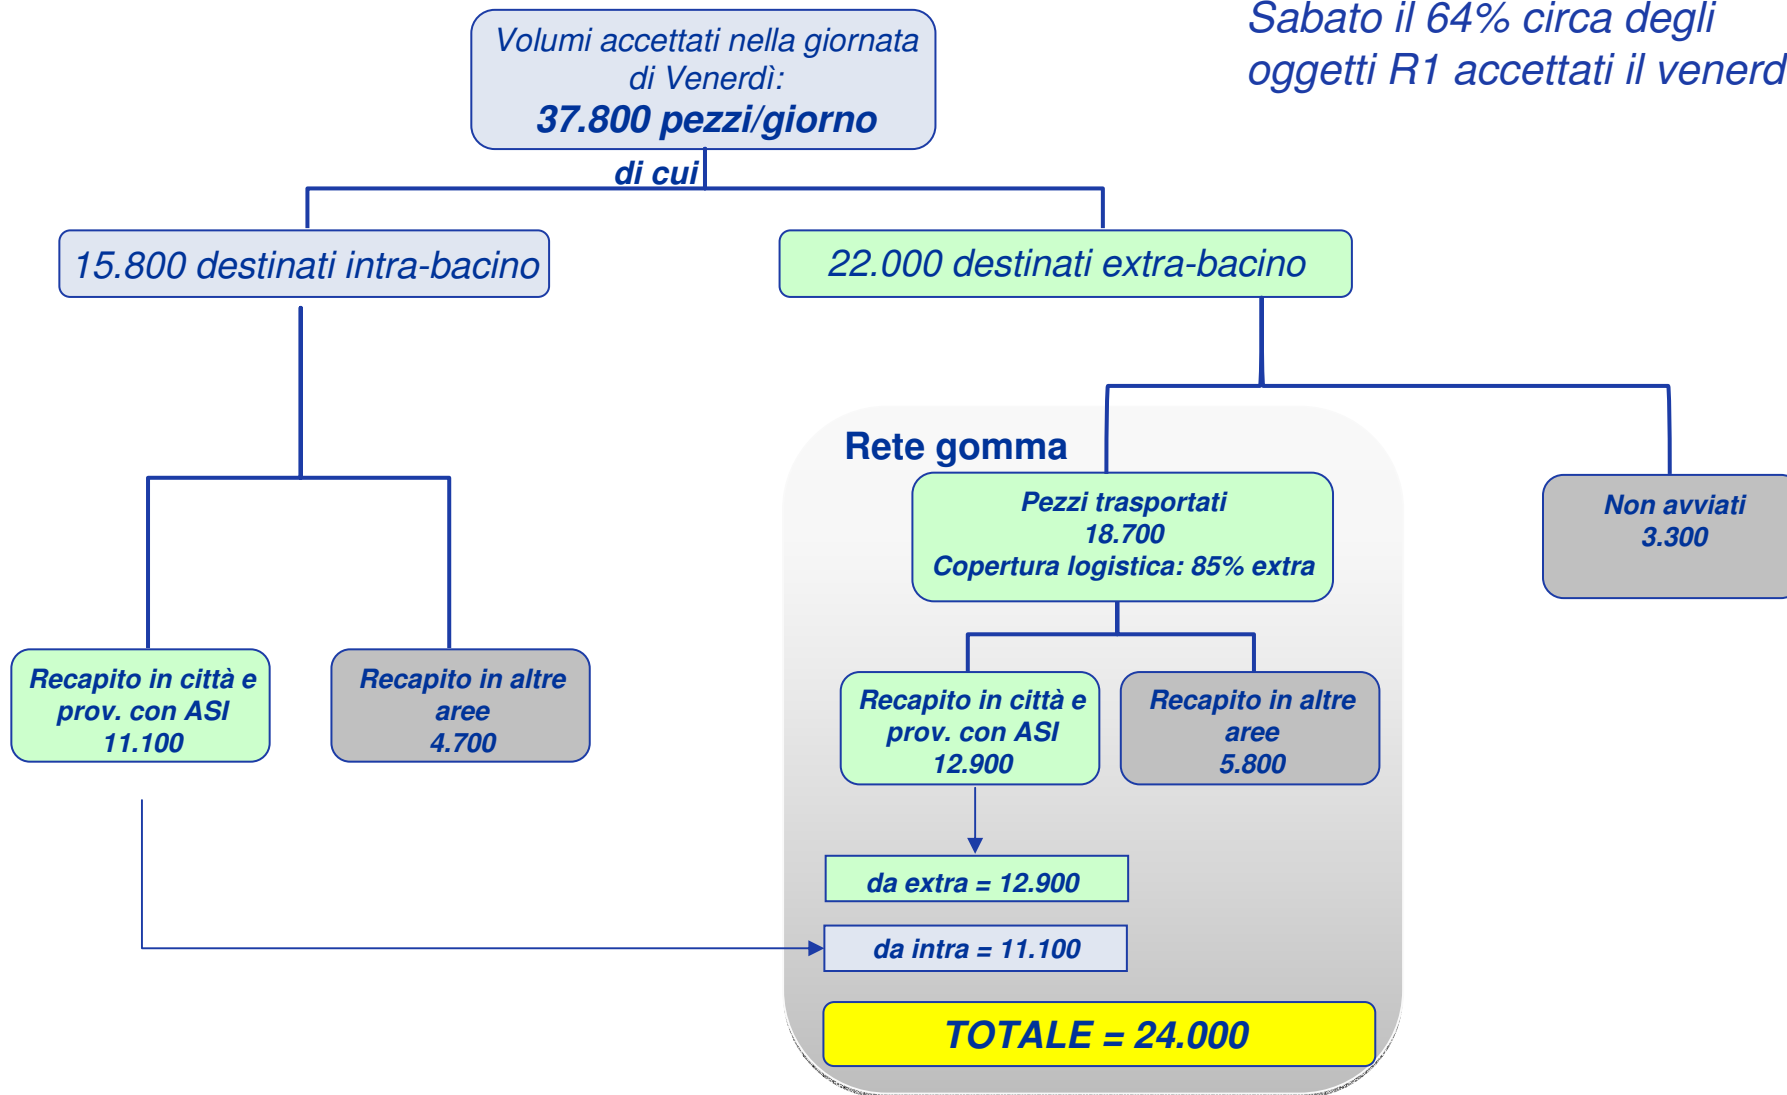 Sabato il 64% circa degli
oggetti R1 accettati il venerd
Volumi accettati nella giornata
di Venerdì:
37.800 pezzi/giorno
di cui
15.800 destinati intra-bacino
22.000 destinati extra-bacino
Rete gomma
Pezzi trasportati
18.700
Copertura logistica: 85% extra
Non avviati
3.300
Recapito in città e
prov. con ASI
11.100
Recapito in altre
aree
4.700
Recapito in città e
prov. con ASI
12.900
Recapito in altre
aree
5.800
da extra = 12.900
da intra = 11.100
TOTALE = 24.000